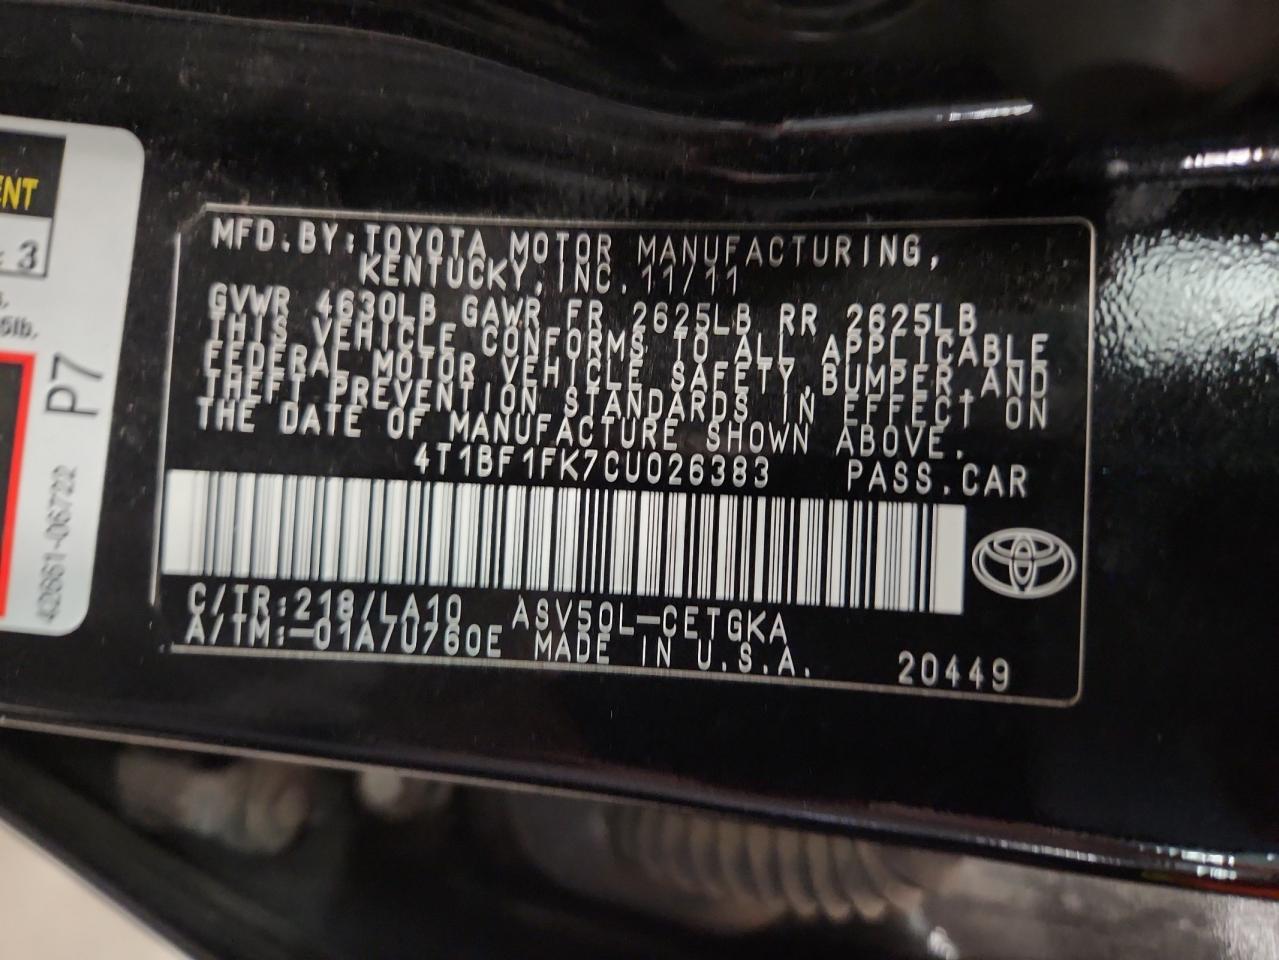 ENT
3
5lb.
P7
42661-06722
MFD.BY:TOYOTA MOTOR MANUFACTURING,
KENTUCKY,INC. 11/11
GVWR 4630LB GAWR FR 2625LB RR 2625LB
THIS VEHICLE CONFORMS TO ALL APPLICABLE
FEDERAL MOTOR VEHICLE SAFETY,BUMPER,AND
THEFT PREVENTION STANDARDS IN EFFECT ON
THE DATE OF MANUFACTURE SHOWN ABOVE.
4T1BF1FK7CU026383 PASS.CAR
C/TR:218/LA10 ASV50L-CETGKA
A/TM:-01A/U760E MADE IN U.S.A. 20449